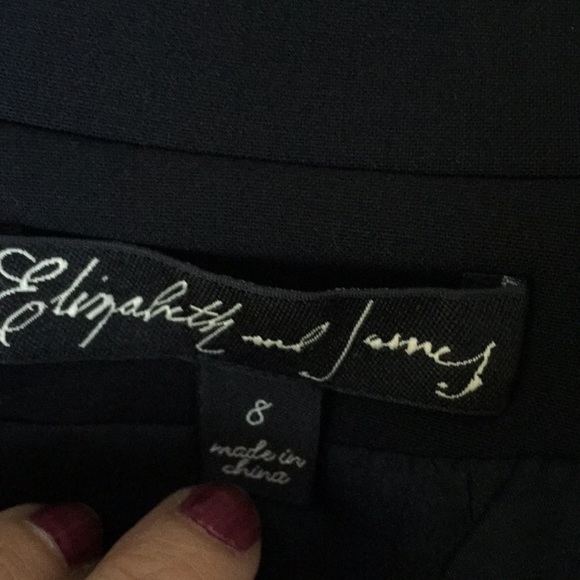 Elizabeth and James
8
made in
china